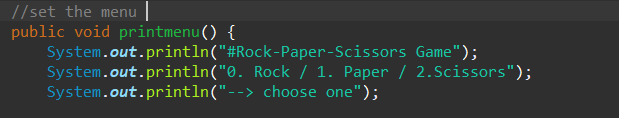 //set the menu
public void printmenu() {
    System.out.println("#Rock-Paper-Scissors Game");
    System.out.println("0. Rock / 1. Paper / 2.Scissors");
    System.out.println("--> choose one");